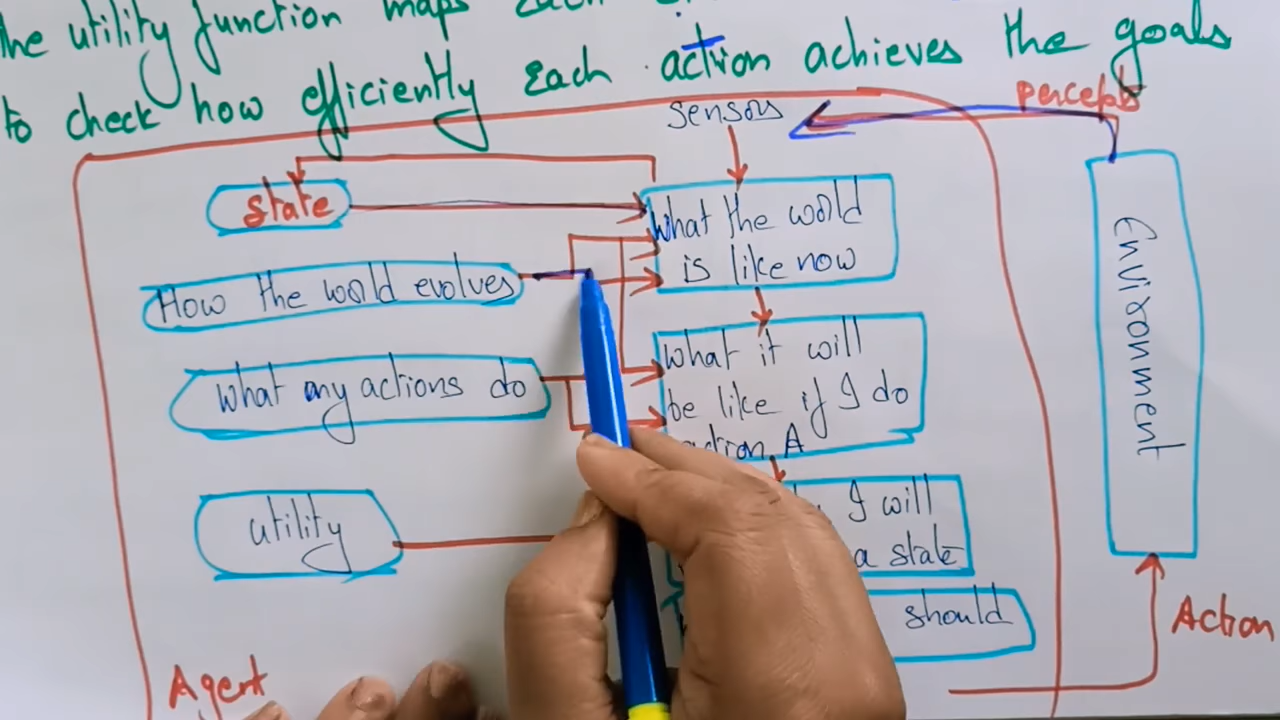 The utility function maps each
to check how efficiently Each action achieves the goals
percepts
sensors
state
What the world
is like now
How the world evolves
what it will
be like if I do
action A
what my actions do
Environment
utility
I will
a state
should
Action
Agent